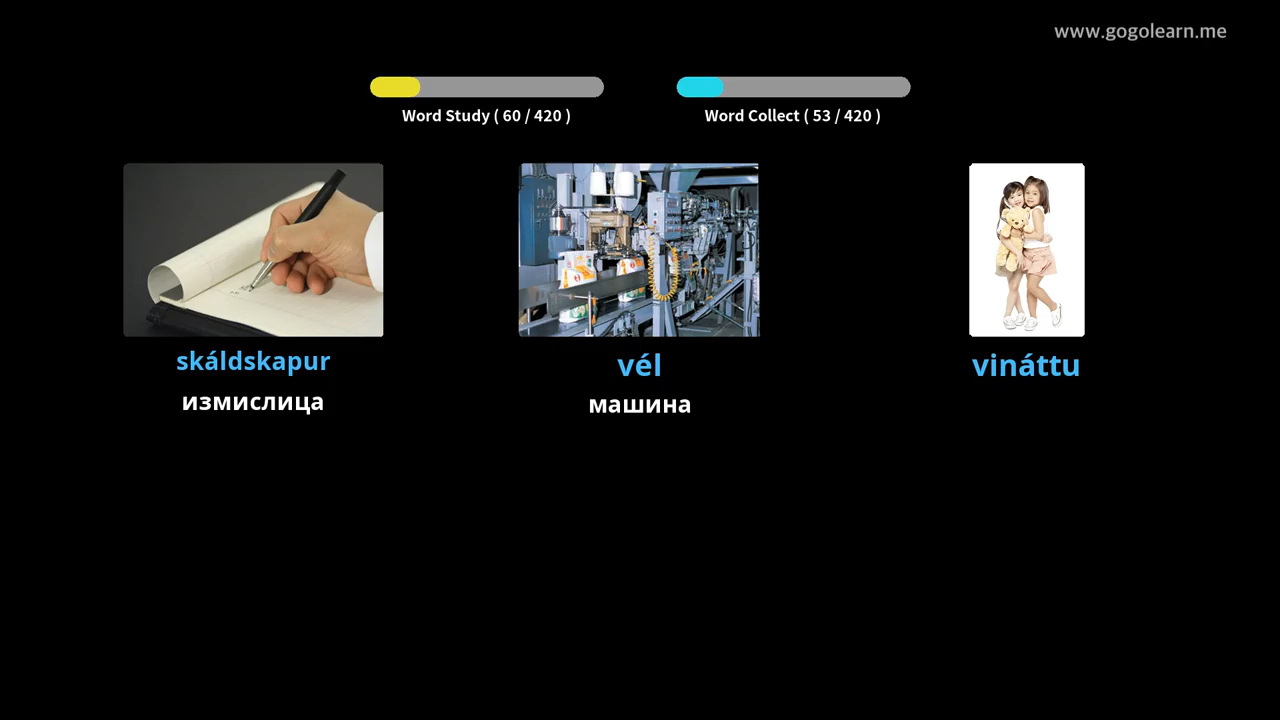 www.gogolearn.me
Word Study ( 60 / 420 )
Word Collect ( 53 / 420 )
skáldskapur
измислица
vél
машина
vináttu